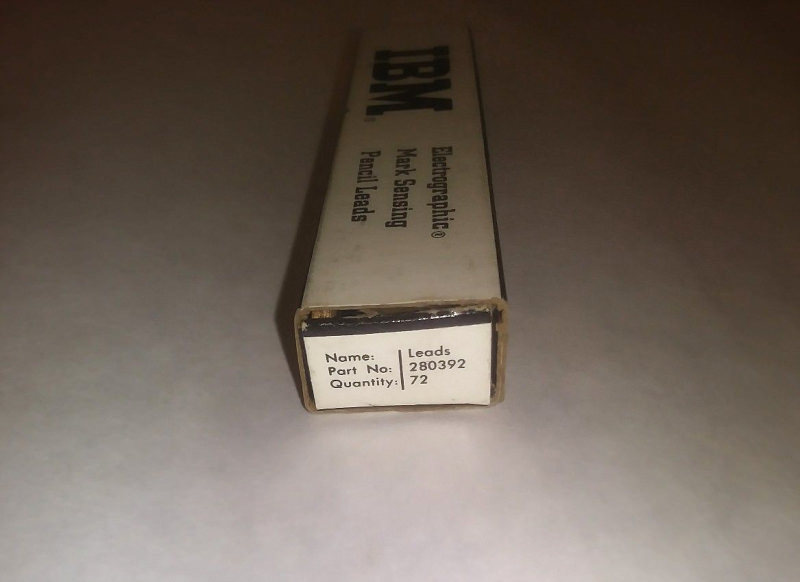 IBM®
Electrographic®
Mark Sensing
Pencil Leads
Name: Leads
Part No: 280392
Quantity: 72